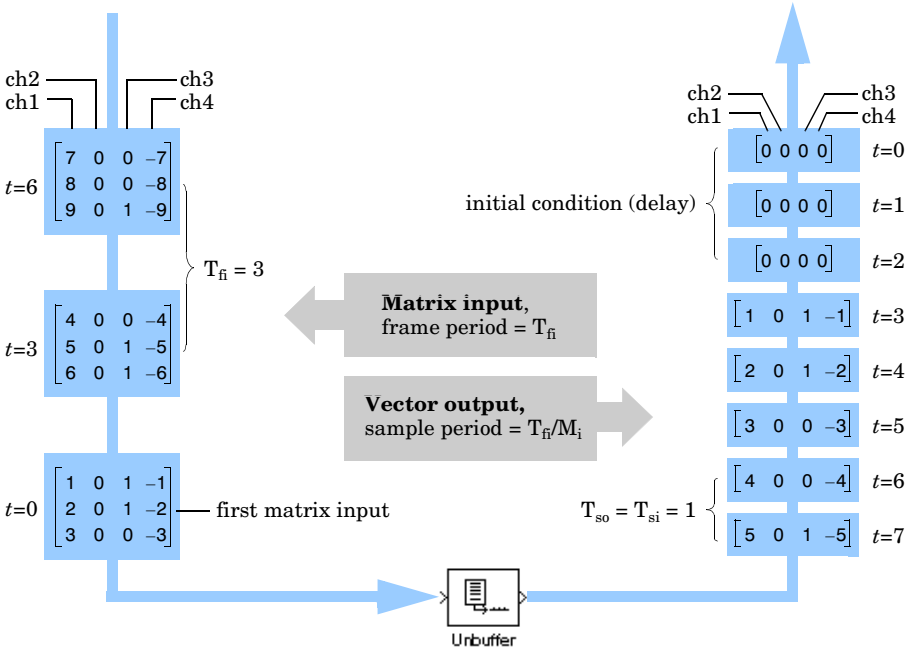 ch2 ch3
ch1 ch4
t=6
7 0 0 −7
8 0 0 −8
9 0 1 −9
T_fi = 3
t=3
4 0 0 −4
5 0 1 −5
6 0 1 −6
t=0
1 0 1 −1
2 0 1 −2
3 0 0 −3
first matrix input
Matrix input,
frame period = T_fi
Vector output,
sample period = T_fi/M_i
Unbuffer
ch2 ch3
ch1 ch4
initial condition (delay)
[0 0 0 0] t=0
[0 0 0 0] t=1
[0 0 0 0] t=2
[1 0 1 −1] t=3
[2 0 1 −2] t=4
[3 0 0 −3] t=5
T_so = T_si = 1
[4 0 0 −4] t=6
[5 0 1 −5] t=7